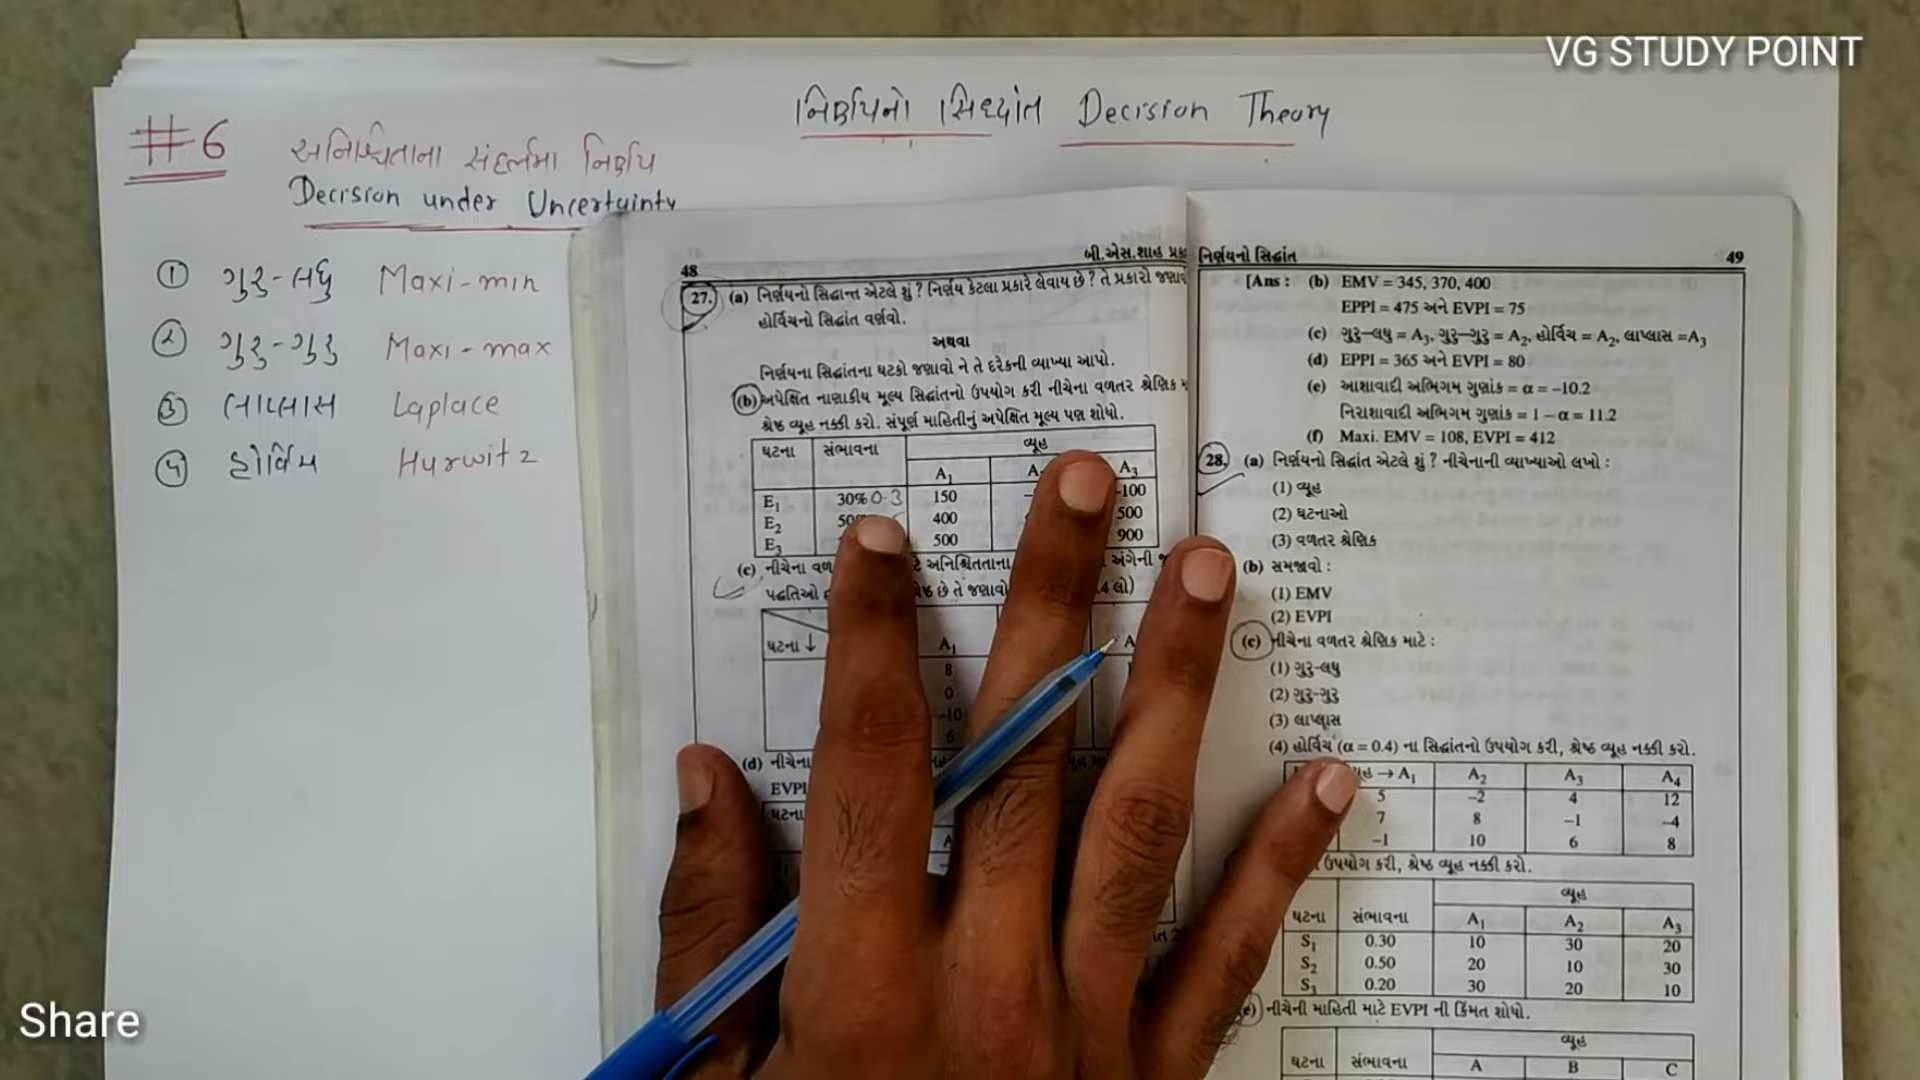 VG STUDY POINT
નિર્ણયનો સિધ્ધાંત Decision Theory
#6
અનિશ્ચિતાના સંદર્ભમા નિર્ણય
Decision under Uncertainty
① ગુરુ-લઘુ Maxi-min
② ગુરુ-ગુરુ Maxi-max
③ લાપ્લાસ Laplace
④ હોર્વિચ Hurwitz
48
બી.એસ.શાહ પ્રકા
27. (a) નિર્ણયનો સિદ્ધાન્ત એટલે શું ? નિર્ણય કેટલા પ્રકારે લેવાય છે ? તે પ્રકારો જણાવ
હોર્વિચનો સિદ્ધાંત વર્ણવો.
અથવા
નિર્ણયના સિદ્ધાંતના ઘટકો જણાવો ને તે દરેકની વ્યાખ્યા આપો.
(b) અપેક્ષિત નાણાકીય મૂલ્ય સિદ્ધાંતનો ઉપયોગ કરી નીચેના વળતર શ્રેણિક મ
શ્રેષ્ઠ વ્યૂહ નક્કી કરો. સંપૂર્ણ માહિતીનું અપેક્ષિત મૂલ્ય પણ શોધો.
ઘટના સંભાવના વ્યૂહ
A₁ A₃
E₁ 30% 0.3 150 -100
E₂ 400 500
E₃ 500 900
(c) નીચેના અનિશ્ચિતતાના અંગેની
પદ્ધતિઓ છે તે જણાવો
ઘટના ↓ A₁ A
8
0
-10
6
(d) નીચેના
EVPI
ઘટના
નિર્ણયનો સિદ્ધાંત 49
[Ans : (b) EMV = 345, 370, 400
EPPI = 475 અને EVPI = 75
(c) ગુરુ-લઘુ = A₃, ગુરુ-ગુરુ = A₂, હોર્વિચ = A₂, લાપ્લાસ =A₃
(d) EPPI = 365 અને EVPI = 80
(e) આશાવાદી અભિગમ ગુણાંક = α = -10.2
નિરાશાવાદી અભિગમ ગુણાંક = 1 - α = 11.2
(f) Maxi. EMV = 108, EVPI = 412
28. (a) નિર્ણયનો સિદ્ધાંત એટલે શું ? નીચેનાની વ્યાખ્યાઓ લખો :
(1) વ્યૂહ
(2) ઘટનાઓ
(3) વળતર શ્રેણિક
(b) સમજાવો :
(1) EMV
(2) EVPI
(c) નીચેના વળતર શ્રેણિક માટે :
(1) ગુરુ-લઘુ
(2) ગુરુ-ગુરુ
(3) લાપ્લાસ
(4) હોર્વિચ (α = 0.4) ના સિદ્ધાંતનો ઉપયોગ કરી, શ્રેષ્ઠ વ્યૂહ નક્કી કરો.
→ A₁ A₂ A₃ A₄
5 -2 4 12
7 8 -1 -4
-1 10 6 8
ઉપયોગ કરી, શ્રેષ્ઠ વ્યૂહ નક્કી કરો.
ઘટના સંભાવના વ્યૂહ
A₁ A₂ A₃
S₁ 0.30 10 30 20
S₂ 0.50 20 10 30
S₃ 0.20 30 20 10
(e) નીચેની માહિતી માટે EVPI ની કિંમત શોધો.
ઘટના સંભાવના વ્યૂહ
A B C
Share